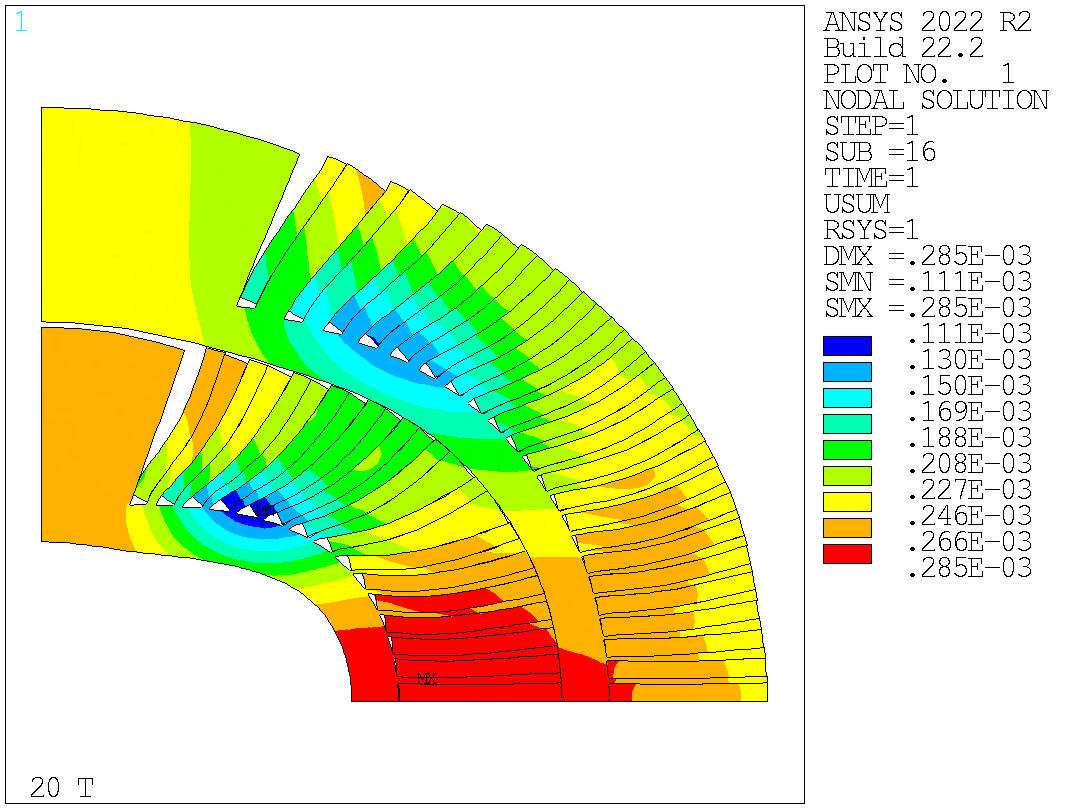 1
ANSYS 2022 R2
Build 22.2
PLOT NO. 1
NODAL SOLUTION
STEP=1
SUB =16
TIME=1
USUM
RSYS=1
DMX =.285E-03
SMN =.111E-03
SMX =.285E-03
.111E-03
.130E-03
.150E-03
.169E-03
.188E-03
.208E-03
.227E-03
.246E-03
.266E-03
.285E-03
MX
20 T